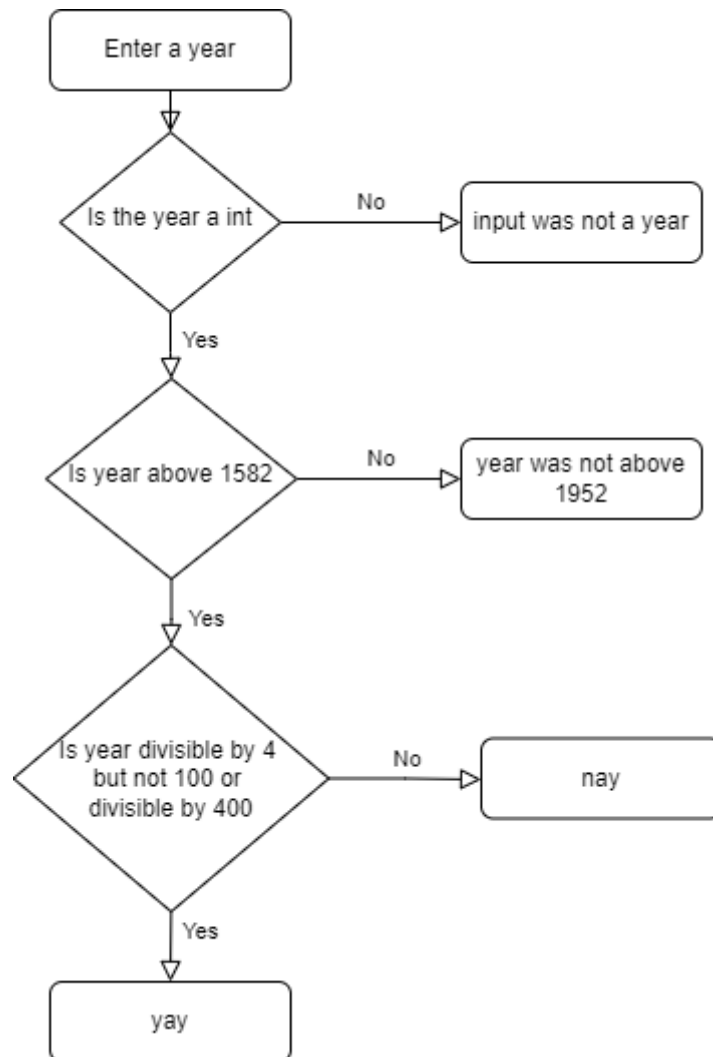 Enter a year
Is the year a int
No
input was not a year
Yes
Is year above 1582
No
year was not above
1952
Yes
Is year divisible by 4
but not 100 or
divisible by 400
No
nay
Yes
yay